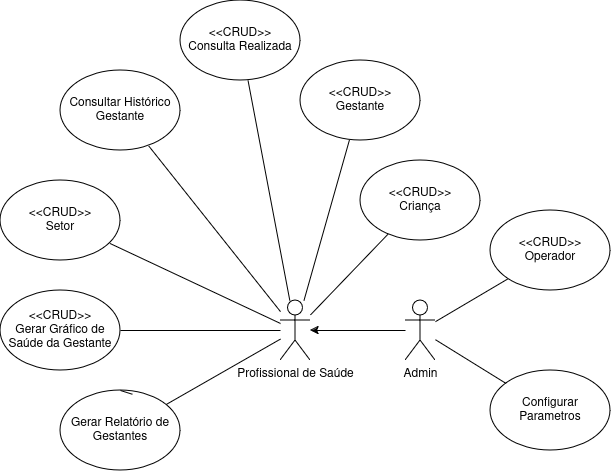 <<CRUD>>
Consulta Realizada
<<CRUD>>
Gestante
Consultar Histórico
Gestante
<<CRUD>>
Criança
<<CRUD>>
Setor
<<CRUD>>
Operador
<<CRUD>>
Gerar Gráfico de
Saúde da Gestante
Profissional de Saúde
Admin
Gerar Relatório de
Gestantes
Configurar
Parametros